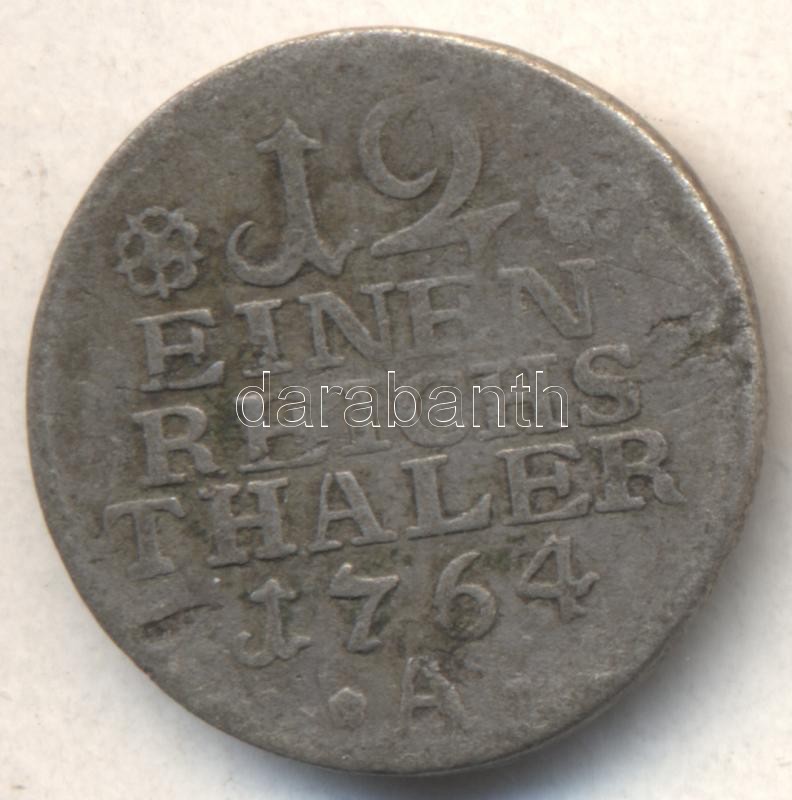 12
EINEN
REICHS
THALER
1764
A
darabanth